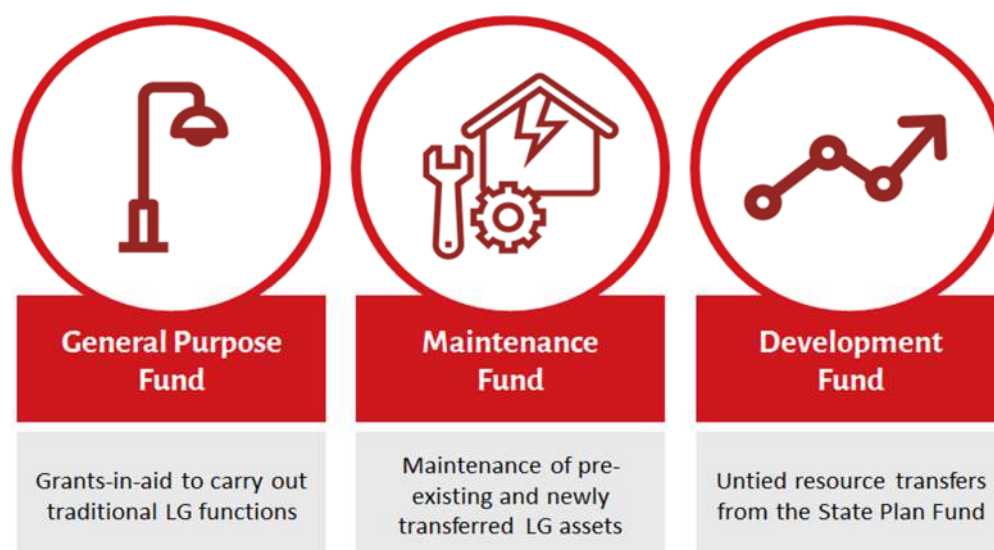 General Purpose
Fund
Grants-in-aid to carry out
traditional LG functions
Maintenance
Fund
Maintenance of pre-
existing and newly
transferred LG assets
Development
Fund
Untied resource transfers
from the State Plan Fund